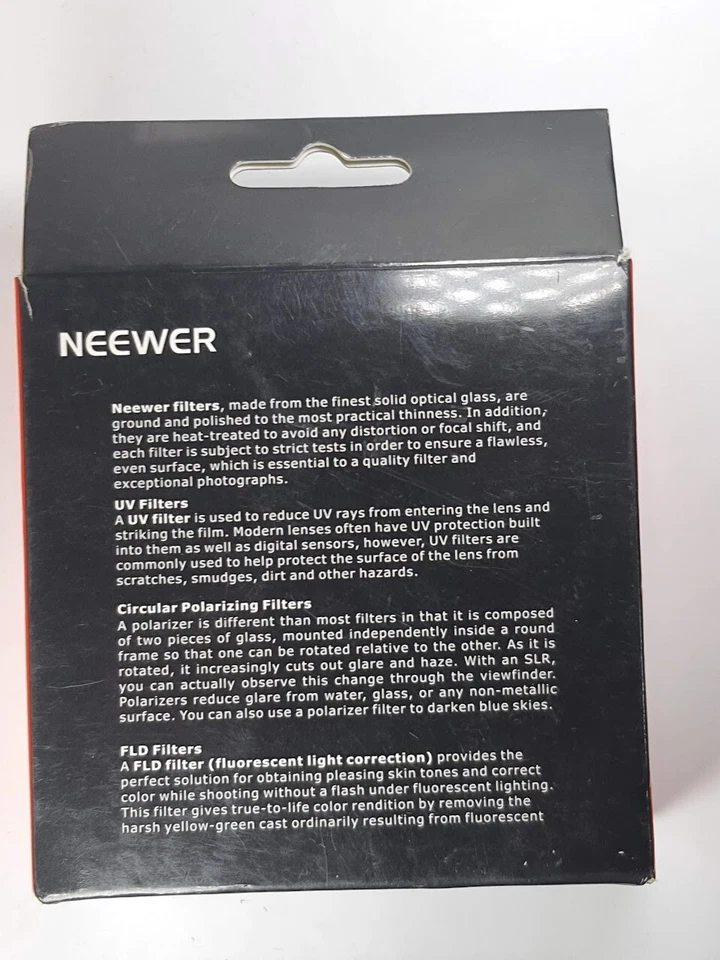 NEEWER
Neewer filters, made from the finest solid optical glass, are
ground and polished to the most practical thinness. In addition,
they are heat-treated to avoid any distortion or focal shift, and
each filter is subject to strict tests in order to ensure a flawless,
even surface, which is essential to a quality filter and
exceptional photographs.
UV Filters
A UV filter is used to reduce UV rays from entering the lens and
striking the film. Modern lenses often have UV protection built
into them as well as digital sensors, however, UV filters are
commonly used to help protect the surface of the lens from
scratches, smudges, dirt and other hazards.
Circular Polarizing Filters
A polarizer is different than most filters in that it is composed
of two pieces of glass, mounted independently inside a round
frame so that one can be rotated relative to the other. As it is
rotated, it increasingly cuts out glare and haze. With an SLR,
you can actually observe this change through the viewfinder.
Polarizers reduce glare from water, glass, or any non-metallic
surface. You can also use a polarizer filter to darken blue skies.
FLD Filters
A FLD filter (fluorescent light correction) provides the
perfect solution for obtaining pleasing skin tones and correct
color while shooting without a flash under fluorescent lighting.
This filter gives true-to-life color rendition by removing the
harsh yellow-green cast ordinarily resulting from fluorescent